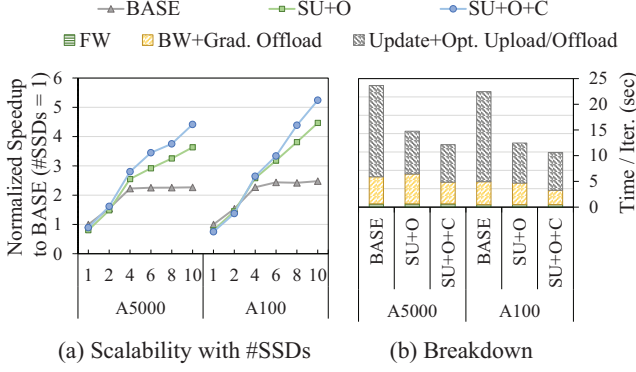 BASE SU+O SU+O+C
FW BW+Grad. Offload Update+Opt. Upload/Offload
Normalized Speedup
to BASE (#SSDs = 1)
6
5
4
3
2
1
0
1 2 4 6 8 10 1 2 4 6 8 10
A5000 A100
(a) Scalability with #SSDs
25
20
15
10
5
0
Time / Iter. (sec)
BASE SU+O SU+O+C BASE SU+O SU+O+C
A5000 A100
(b) Breakdown